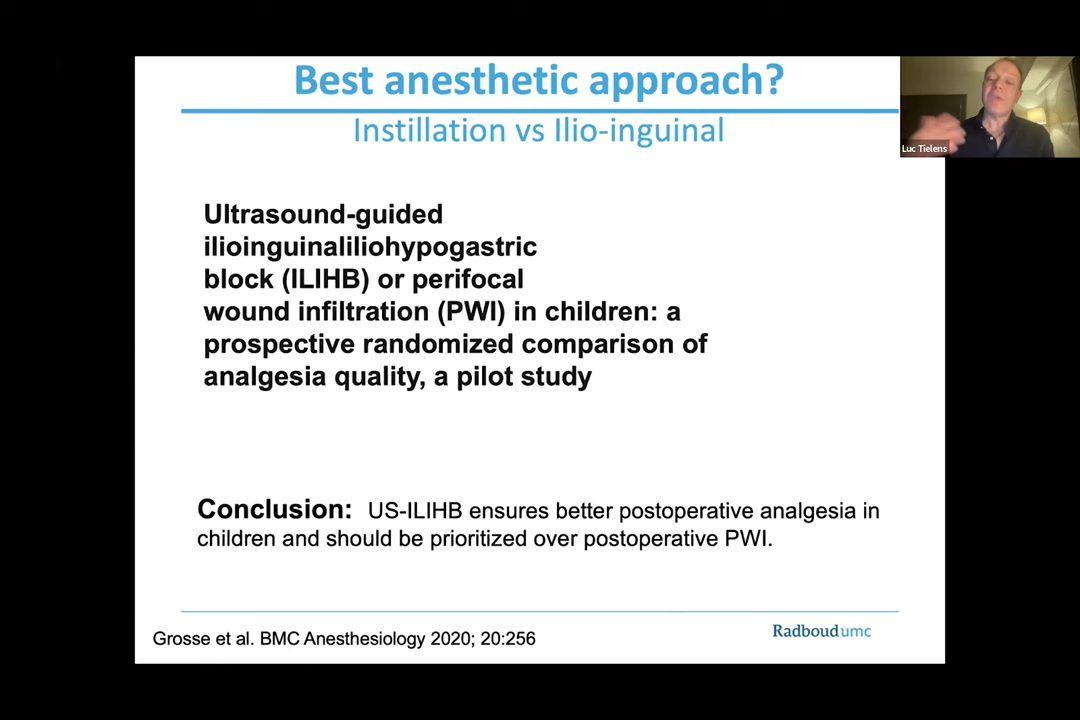 Best anesthetic approach?
Instillation vs Ilio-inguinal
Luc Tielens
Ultrasound-guided
ilioinguinaliliohypogastric
block (ILIHB) or perifocal
wound infiltration (PWI) in children: a
prospective randomized comparison of
analgesia quality, a pilot study
Conclusion: US-ILIHB ensures better postoperative analgesia in
children and should be prioritized over postoperative PWI.
Radboudumc
Grosse et al. BMC Anesthesiology 2020; 20:256